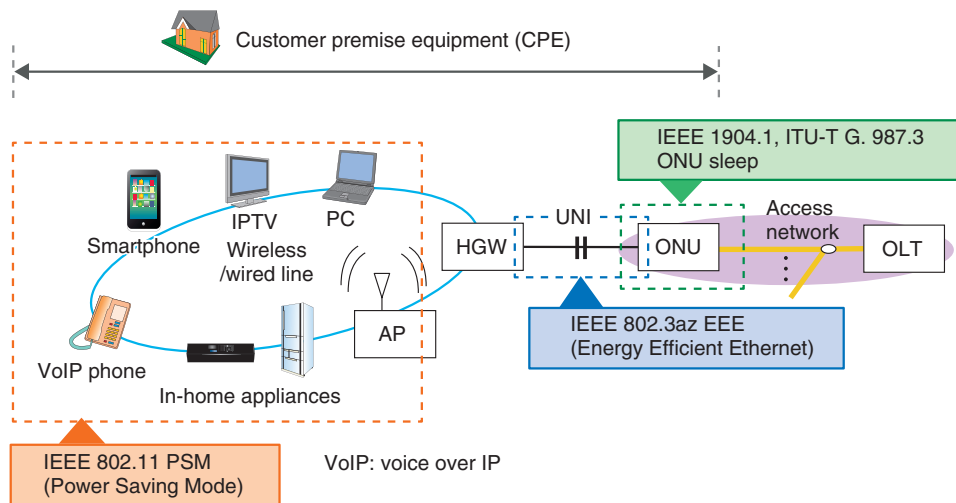 Customer premise equipment (CPE)
IEEE 1904.1, ITU-T G. 987.3
ONU sleep
Smartphone
IPTV
PC
Wireless
/wired line
UNI
Access
network
HGW
ONU
OLT
AP
VoIP phone
In-home appliances
IEEE 802.3az EEE
(Energy Efficient Ethernet)
IEEE 802.11 PSM
(Power Saving Mode)
VoIP: voice over IP